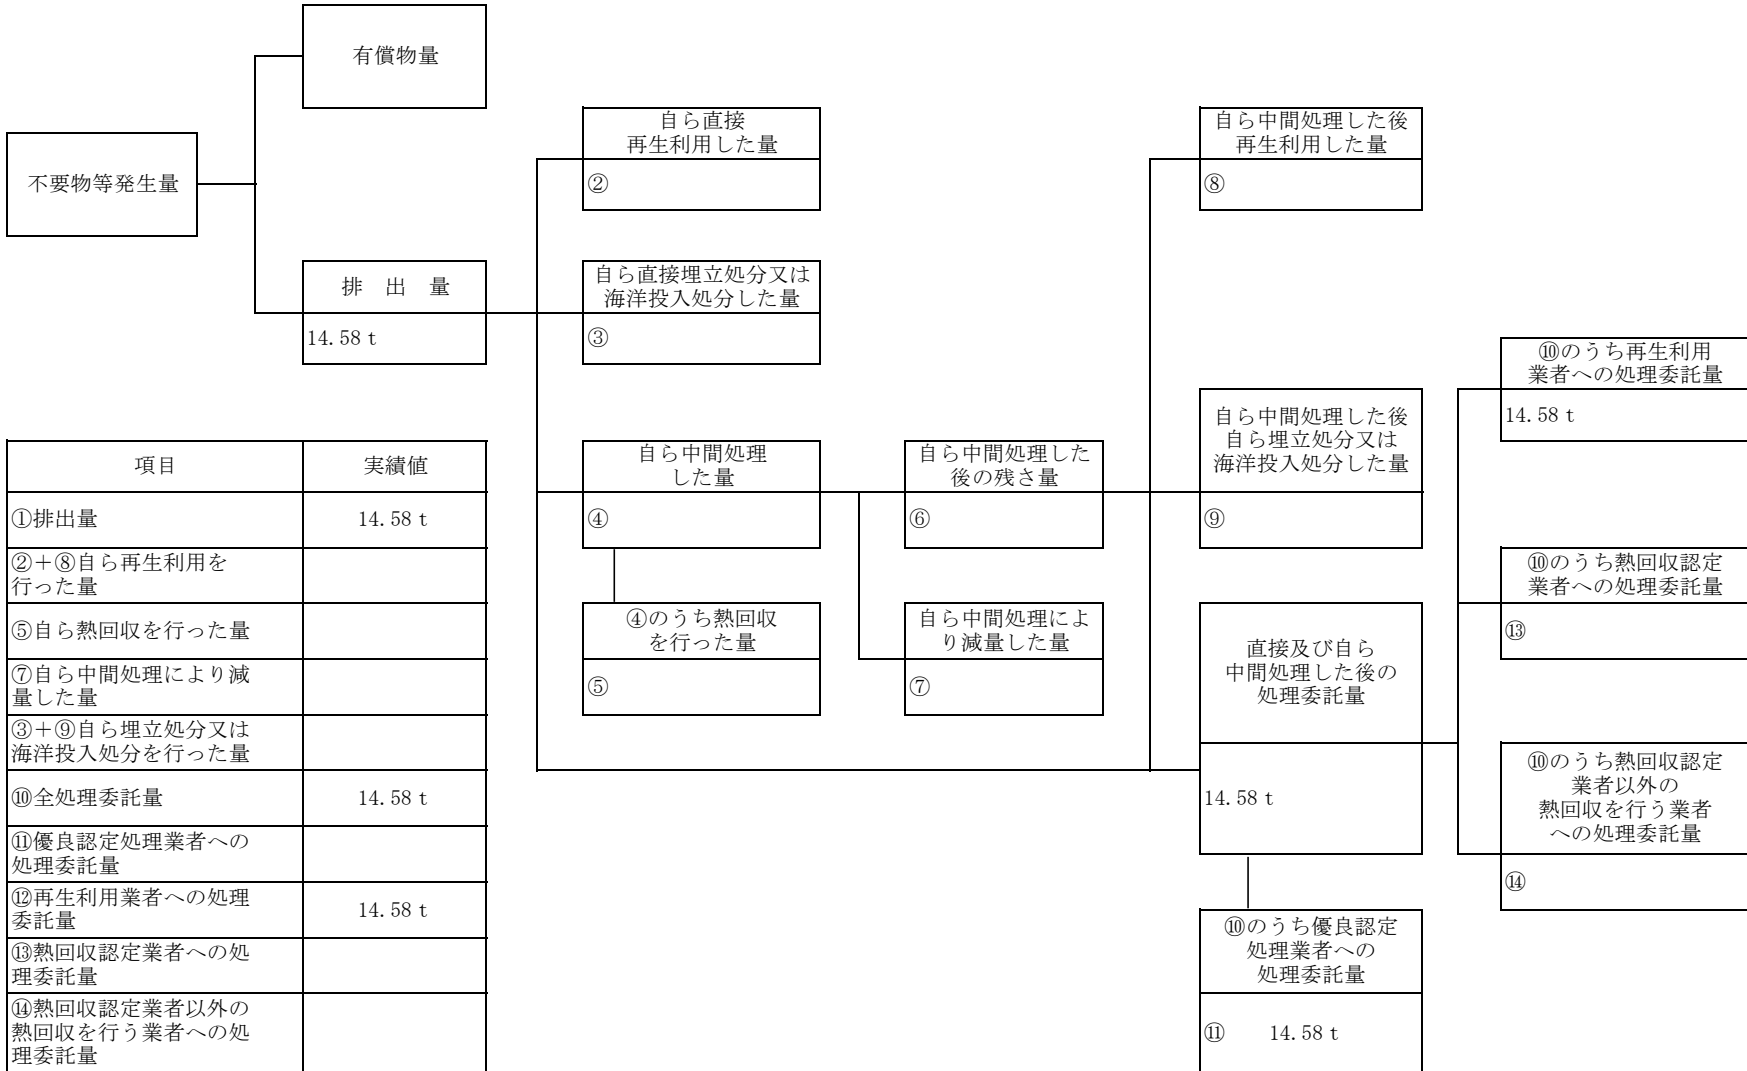 有償物量
不要物等発生量
排　出　量
14.58 t
自ら直接
再生利用した量
②
自ら直接埋立処分又は
海洋投入処分した量
③
自ら中間処理
した量
④
④のうち熱回収
を行った量
⑤
自ら中間処理した
後の残さ量
⑥
自ら中間処理によ
り減量した量
⑦
自ら中間処理した後
再生利用した量
⑧
自ら中間処理した後
自ら埋立処分又は
海洋投入処分した量
⑨
直接及び自ら
中間処理した後の
処理委託量
14.58 t
⑩のうち優良認定
処理業者への
処理委託量
⑪　14.58 t
⑩のうち再生利用
業者への処理委託量
14.58 t
⑩のうち熱回収認定
業者への処理委託量
⑬
⑩のうち熱回収認定
業者以外の
熱回収を行う業者
への処理委託量
⑭
項目　実績値
①排出量　14.58 t
②＋⑧自ら再生利用を
行った量
⑤自ら熱回収を行った量
⑦自ら中間処理により減
量した量
③＋⑨自ら埋立処分又は
海洋投入処分を行った量
⑩全処理委託量　14.58 t
⑪優良認定処理業者への
処理委託量
⑫再生利用業者への処理
委託量　14.58 t
⑬熱回収認定業者への処
理委託量
⑭熱回収認定業者以外の
熱回収を行う業者への処
理委託量